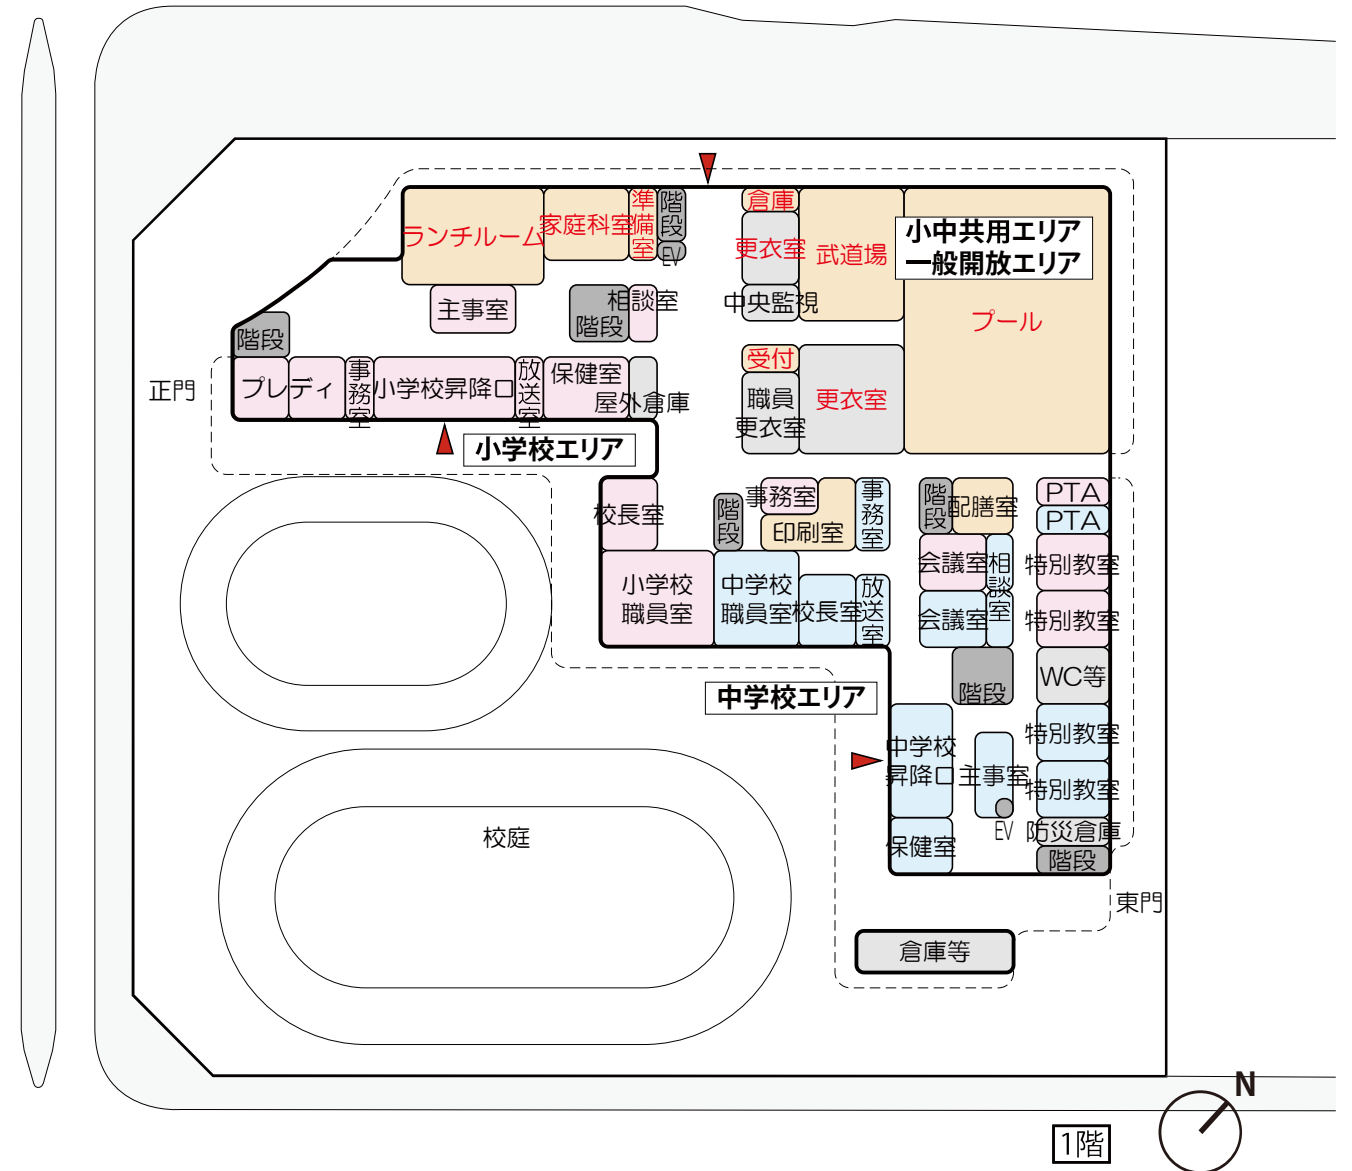 準備室
階段
倉庫
ランチルーム
家庭科室
EV
更衣室
武道場
小中共用エリア
一般開放エリア
主事室
相談室
階段
中央監視
プール
階段
正門
プレディ
事務室
小学校昇降口
放送室
保健室
屋外倉庫
受付
職員
更衣室
更衣室
小学校エリア
校長室
階段
事務室
印刷室
事務室
階段
配膳室
PTA
PTA
小学校
職員室
中学校
職員室
校長室
放送室
会議室
相談室
会議室
特別教室
特別教室
中学校エリア
階段
WC等
中学校
昇降口
主事室
特別教室
特別教室
EV
防災倉庫
保健室
階段
校庭
東門
倉庫等
N
1階